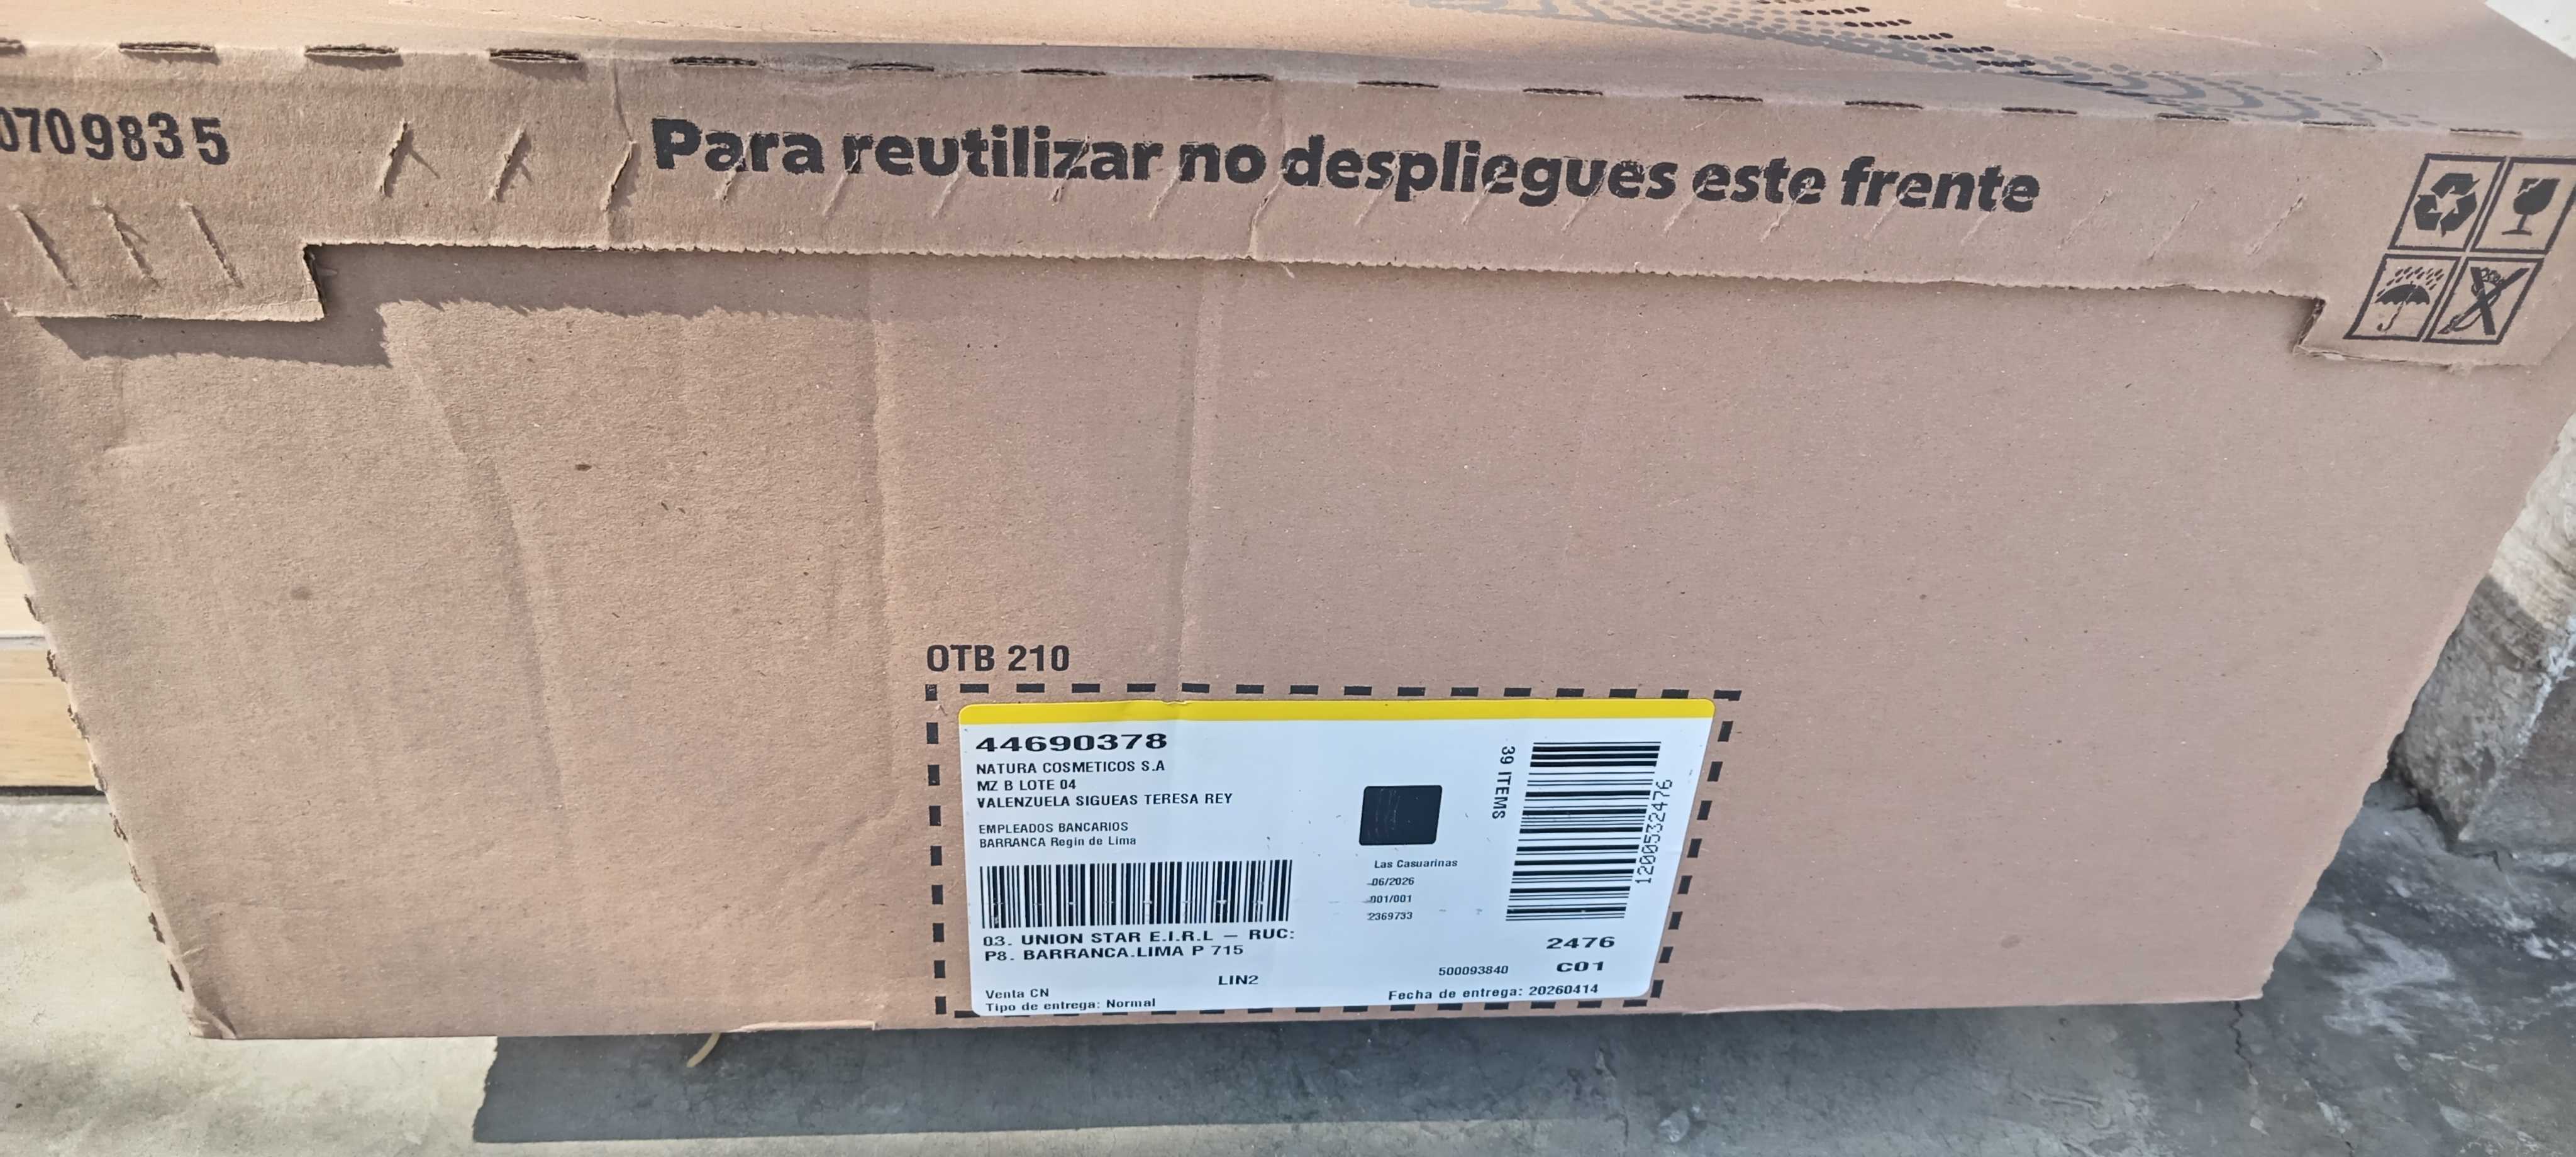 0709835
Para reutilizar no despliegues este frente
OTB 210
44690378
NATURA COSMETICOS S.A
MZ B LOTE 04
VALENZUELA SIGUEAS TERESA REY
EMPLEADOS BANCARIOS
BARRANCA Regin de Lima
03. UNION STAR E.I.R.L – RUC:
P8. BARRANCA.LIMA P 715
LIN2
Venta CN
Tipo de entrega: Normal
Las Casuarinas
06/2026
001/001
2369733
39 ITEMS
1200532476
2476
500093840 C01
Fecha de entrega: 20260414